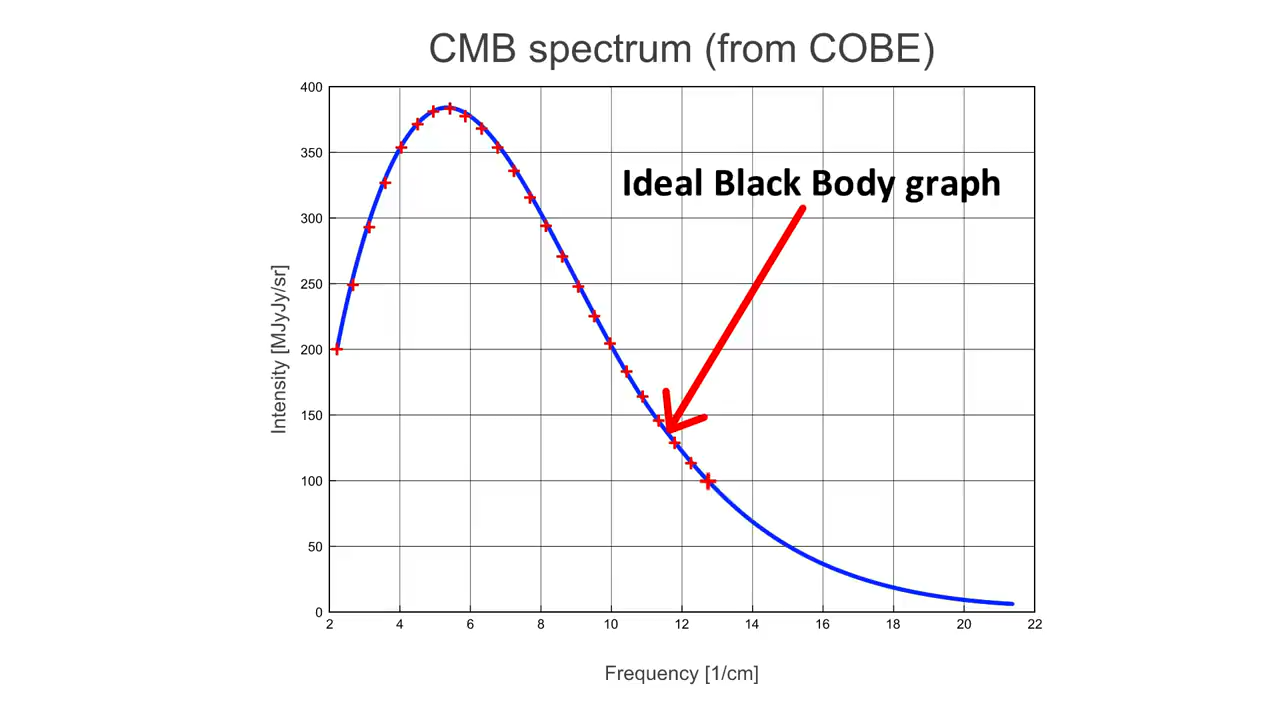 CMB spectrum (from COBE)
400
350
300
250
200
150
100
50
0
Ideal Black Body graph
Intensity [MJyJy/sr]
2 4 6 8 10 12 14 16 18 20 22
Frequency [1/cm]